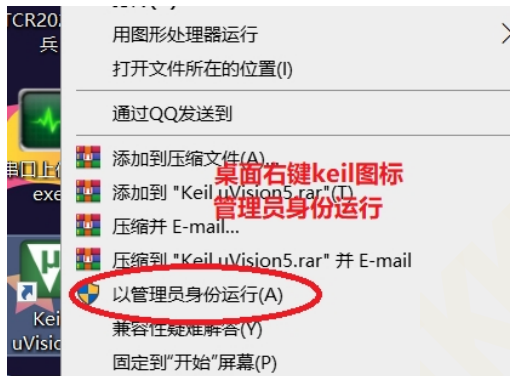 TCR20
兵
用图形处理器运行
打开文件所在的位置(I)
通过QQ发送到
添加到压缩文件(A)...
添加到 "Keil uVision5.rar"(T)
压缩并 E-mail...
压缩到 "Keil uVision5.rar" 并 E-mail
以管理员身份运行(A)
兼容性疑难解答(Y)
固定到"开始"屏幕(P)
桌面右键keil图标
管理员身份运行
串口上
exe
Kei
uVisio